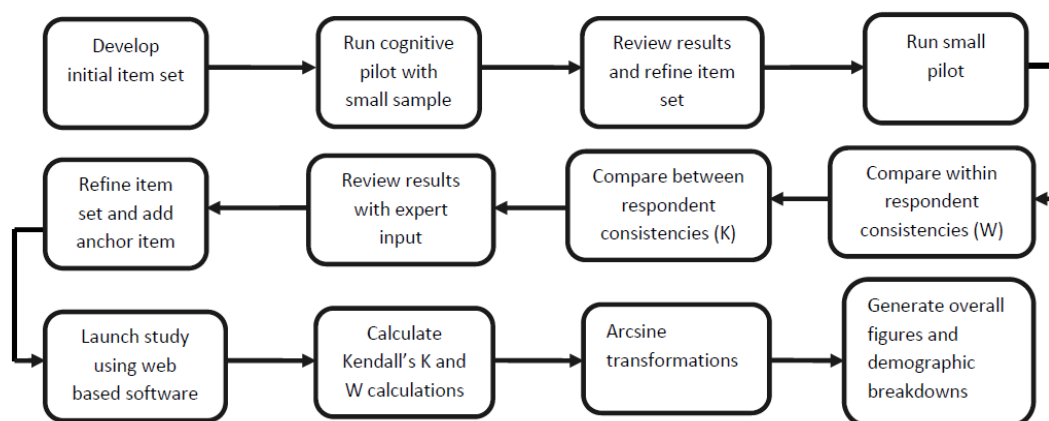 Develop
initial item set
Run cognitive
pilot with
small sample
Review results
and refine item
set
Run small
pilot
Compare within
respondent
consistencies (W)
Compare between
respondent
consistencies (K)
Review results
with expert
input
Refine item
set and add
anchor item
Launch study
using web
based software
Calculate
Kendall's K and
W calculations
Arcsine
transformations
Generate overall
figures and
demographic
breakdowns